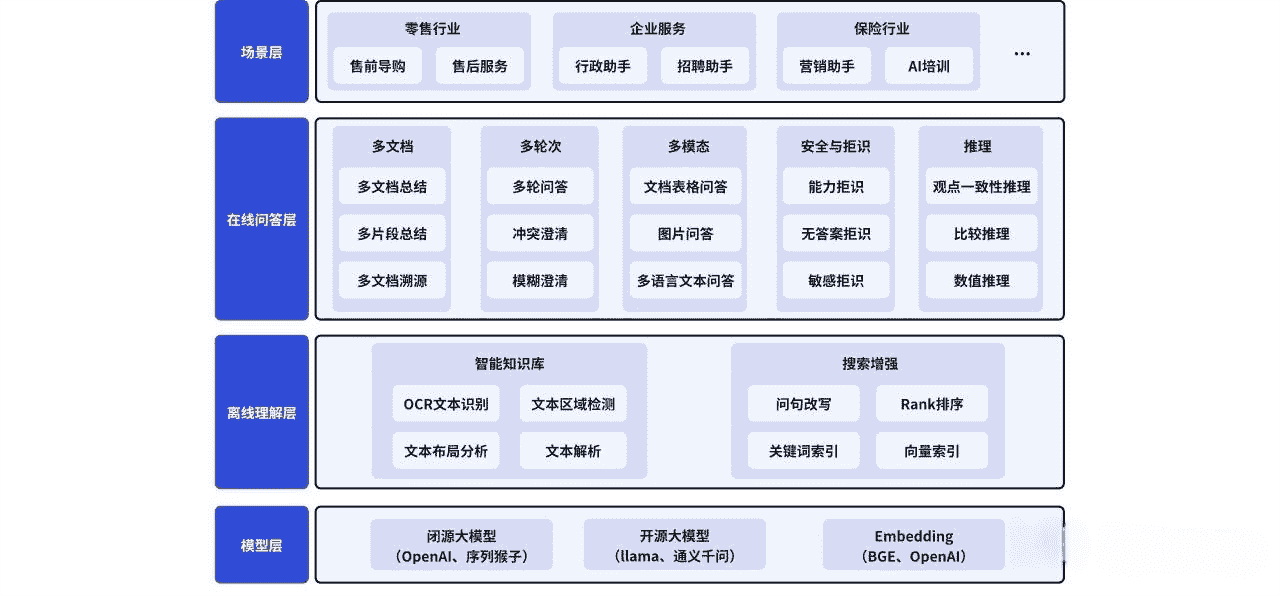 场景层
零售行业
售前导购
售后服务
企业服务
行政助手
招聘助手
保险行业
营销助手
AI培训
...
在线问答层
多文档
多文档总结
多片段总结
多文档溯源
多轮次
多轮问答
冲突澄清
模糊澄清
多模态
文档表格问答
图片问答
多语言文本问答
安全与拒识
能力拒识
无答案拒识
敏感拒识
推理
观点一致性推理
比较推理
数值推理
离线理解层
智能知识库
OCR文本识别
文本区域检测
文本布局分析
文本解析
搜索增强
问句改写
Rank排序
关键词索引
向量索引
模型层
闭源大模型
（OpenAI、序列猴子）
开源大模型
（llama、通义千问）
Embedding
（BGE、OpenAI）